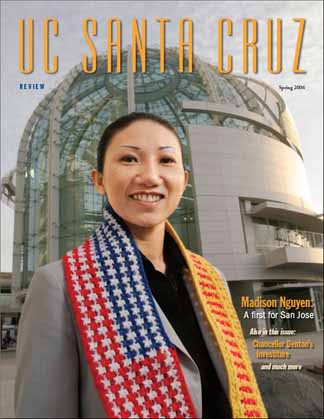 UC SANTA CRUZ
REVIEW
Spring 2006
Madison Nguyen:
A first for San Jose
Also in this issue:
Chancellor Denton's
Investiture
and much more